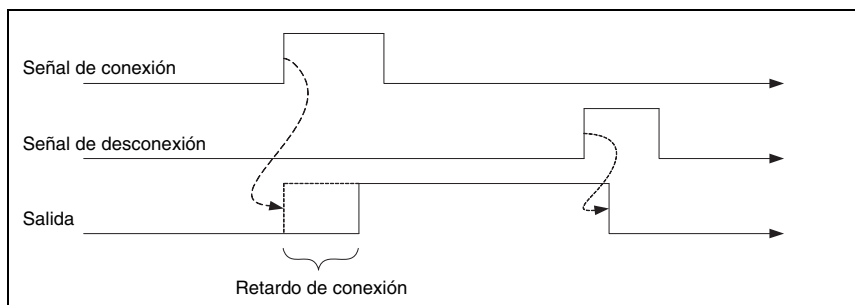 Señal de conexión
Señal de desconexión
Salida
Retardo de conexión